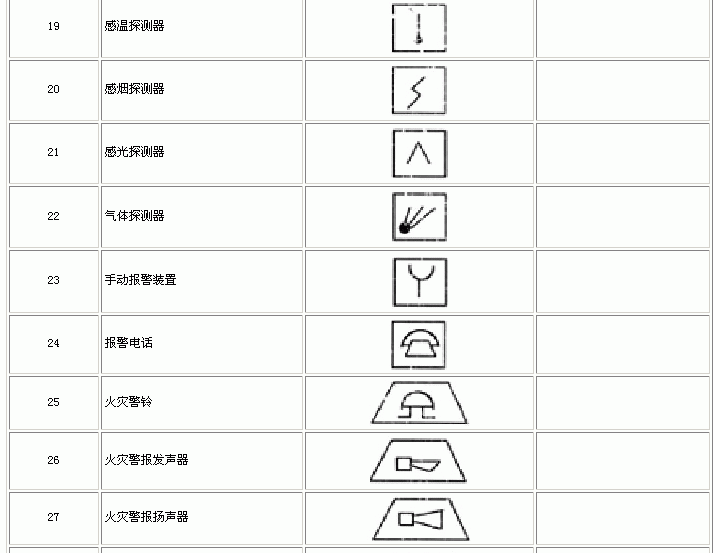 19 感温探测器
20 感烟探测器
21 感光探测器
22 气体探测器
23 手动报警装置
24 报警电话
25 火灾警铃
26 火灾警报发声器
27 火灾警报扬声器